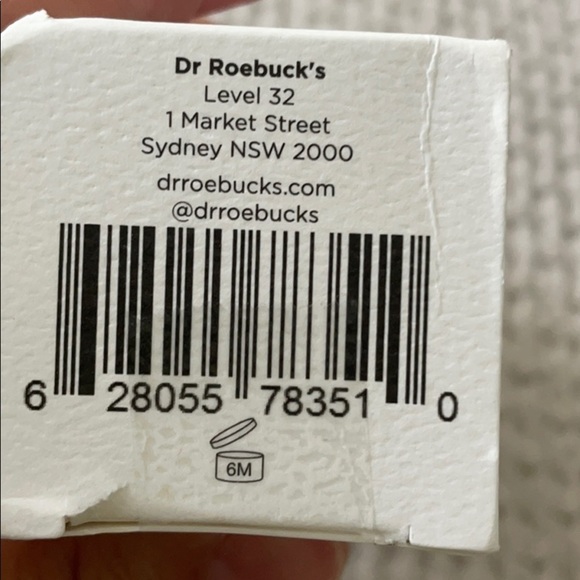 Dr Roebuck's
Level 32
1 Market Street
Sydney NSW 2000
drroebucks.com
@drroebucks
6 28055 78351 0
6M